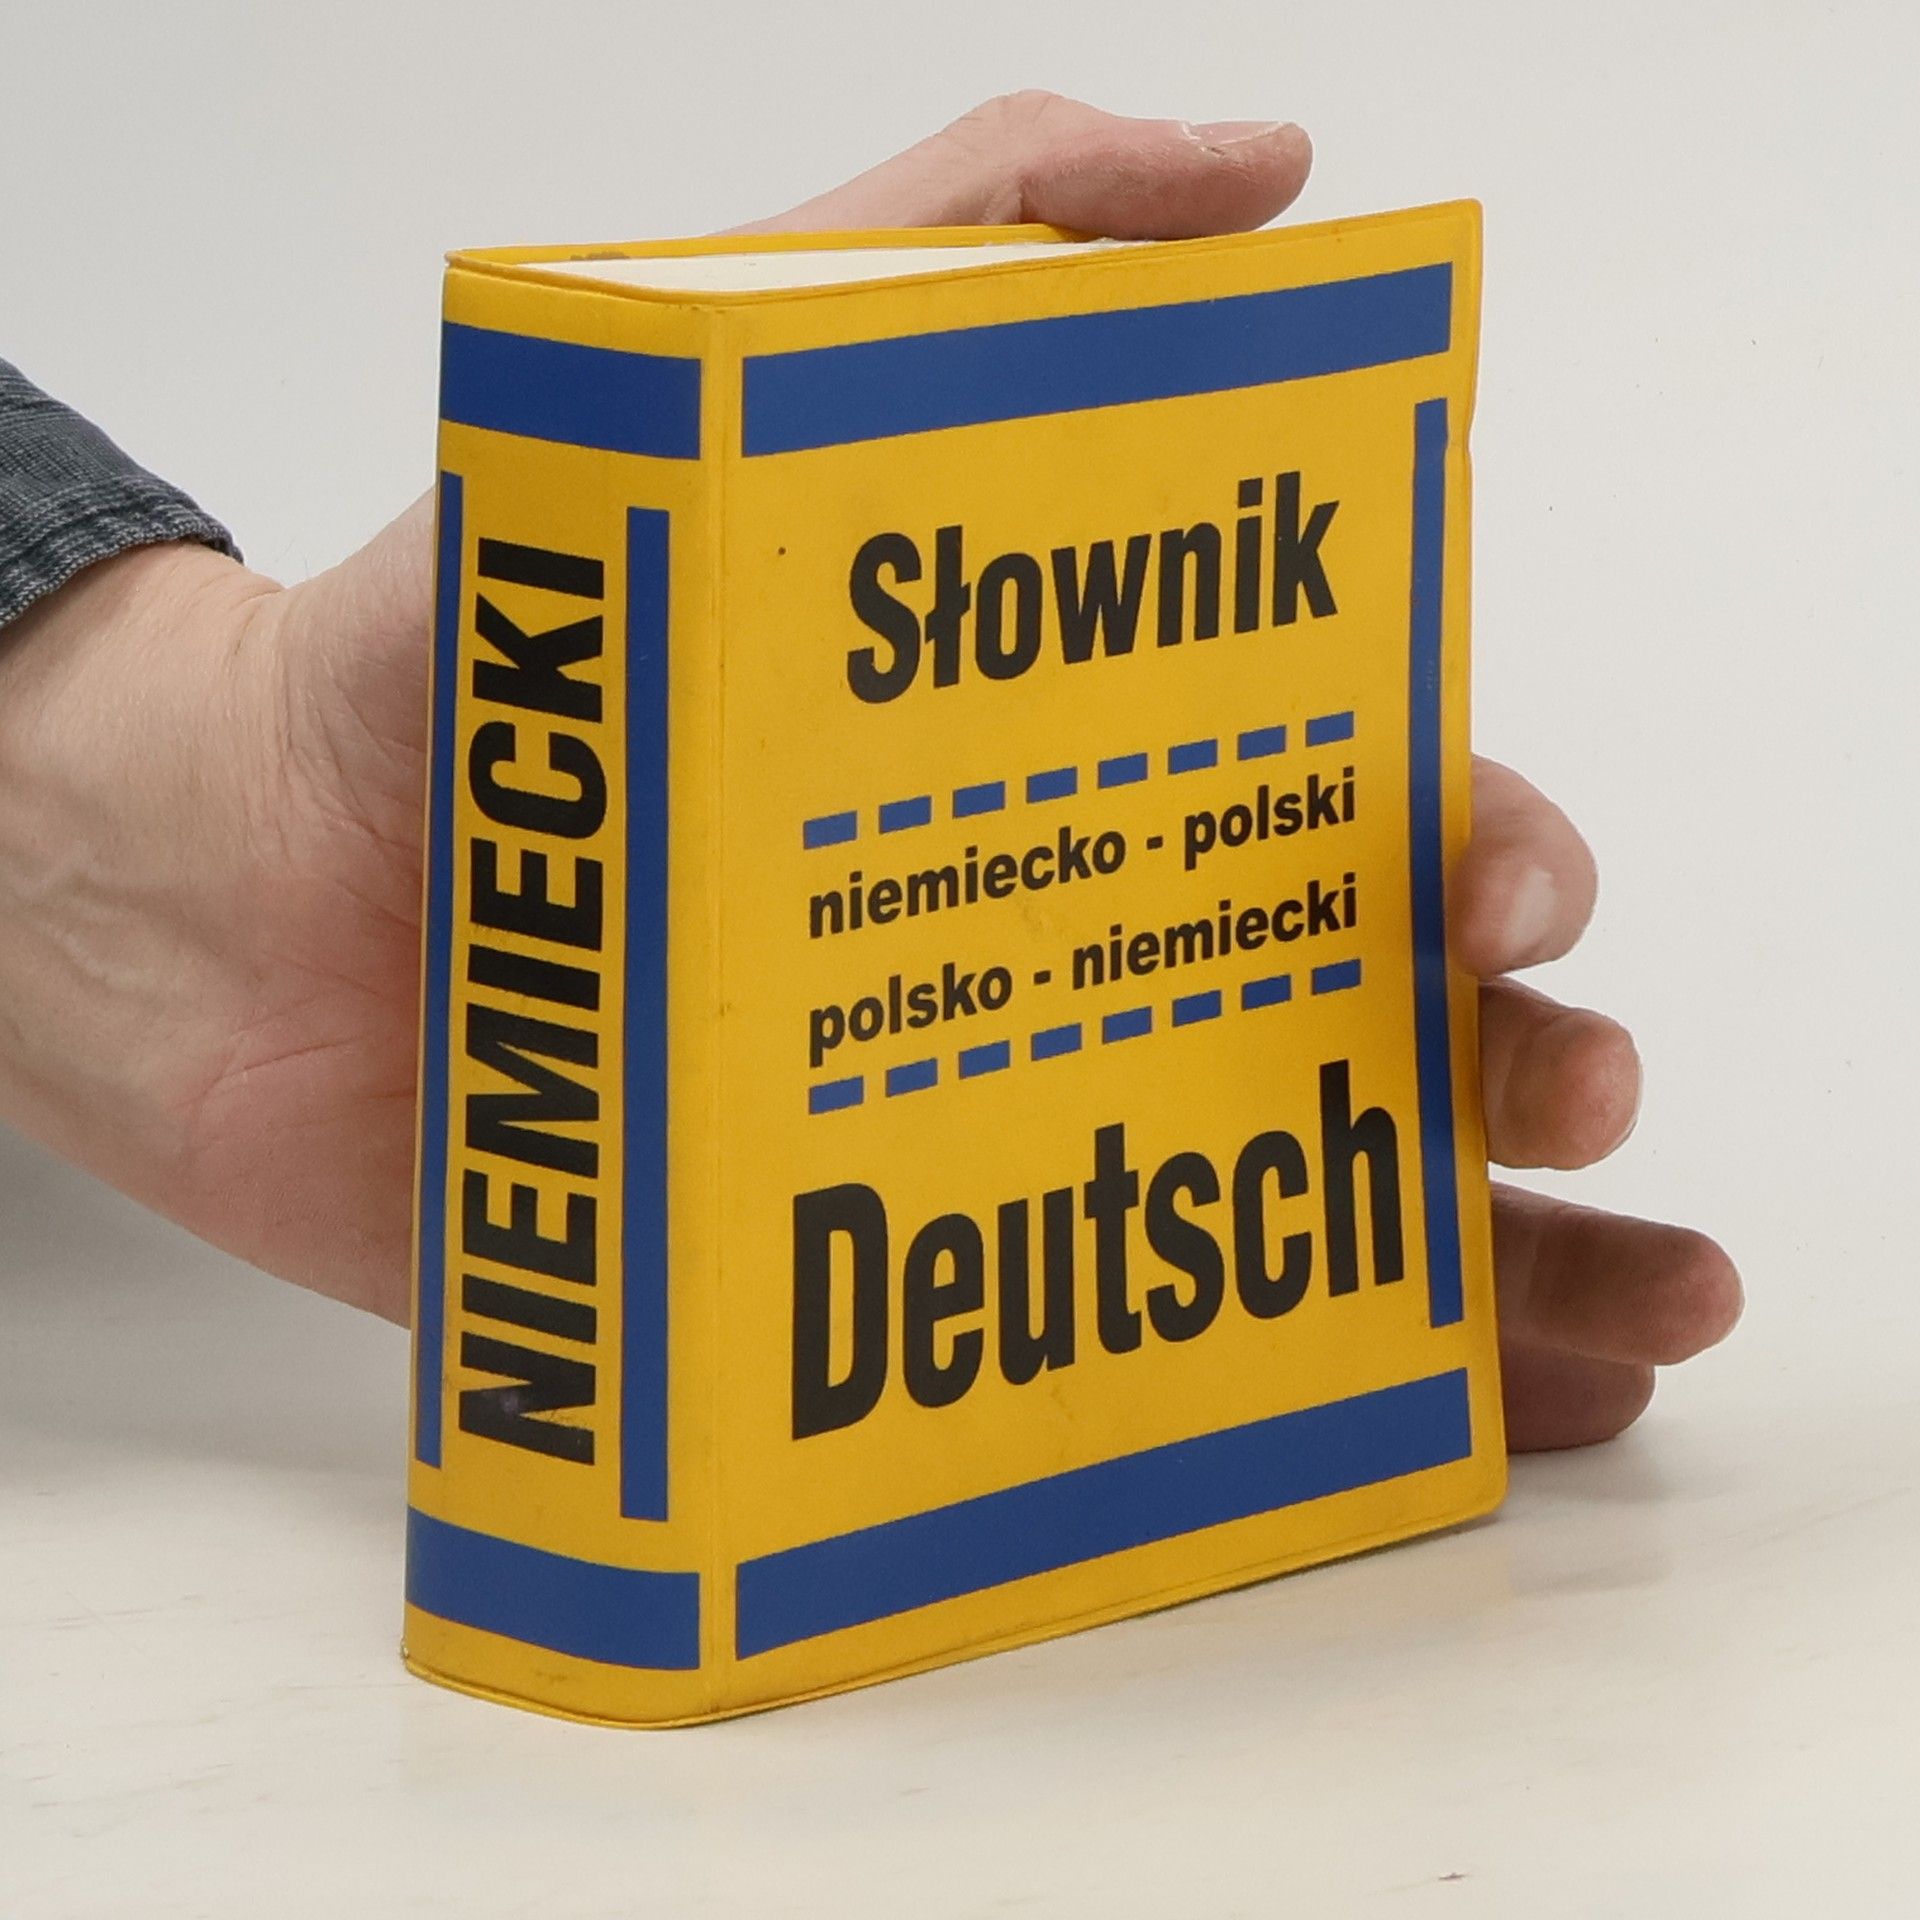 NIEMIECKI
Słownik
niemiecko - polski
polsko - niemiecki
Deutsch